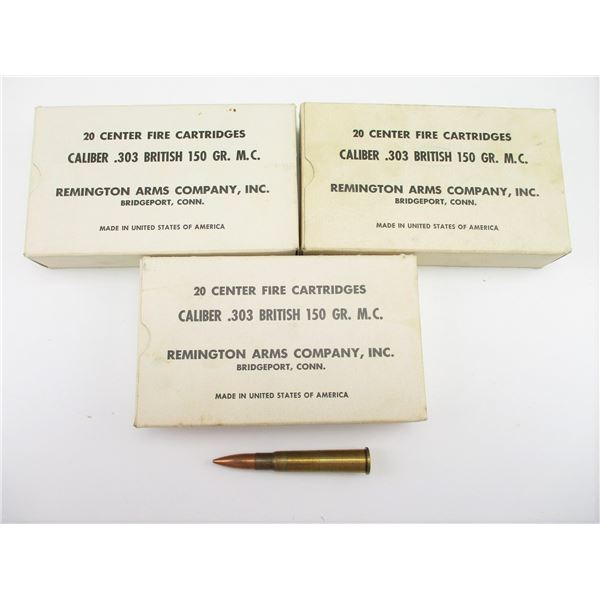 20 CENTER FIRE CARTRIDGES
CALIBER .303 BRITISH 150 GR. M.C.
REMINGTON ARMS COMPANY, INC.
BRIDGEPORT, CONN.
MADE IN UNITED STATES OF AMERICA
20 CENTER FIRE CARTRIDGES
CALIBER .303 BRITISH 150 GR. M.C.
REMINGTON ARMS COMPANY, INC.
BRIDGEPORT, CONN.
MADE IN UNITED STATES OF AMERICA
20 CENTER FIRE CARTRIDGES
CALIBER .303 BRITISH 150 GR. M.C.
REMINGTON ARMS COMPANY, INC.
BRIDGEPORT, CONN.
MADE IN UNITED STATES OF AMERICA